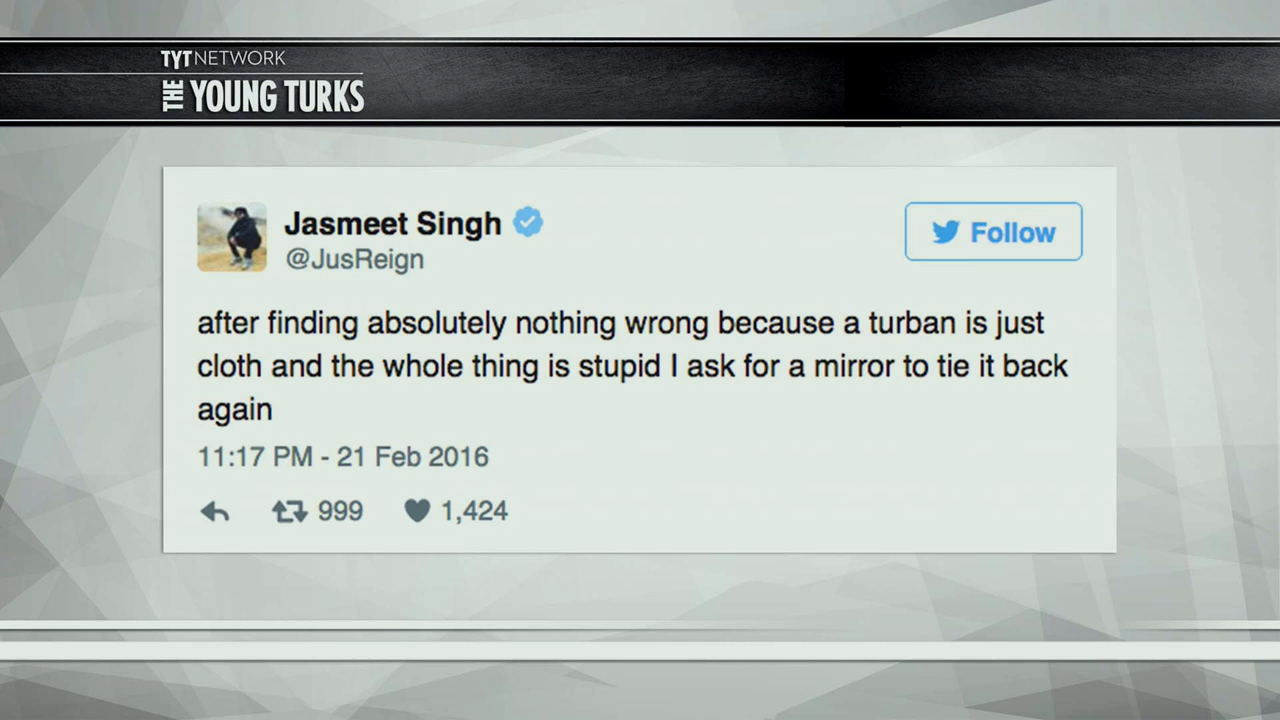 TYTNETWORK
THE YOUNG TURKS
Jasmeet Singh
@JusReign
Follow
after finding absolutely nothing wrong because a turban is just
cloth and the whole thing is stupid I ask for a mirror to tie it back
again
11:17 PM - 21 Feb 2016
999 1,424